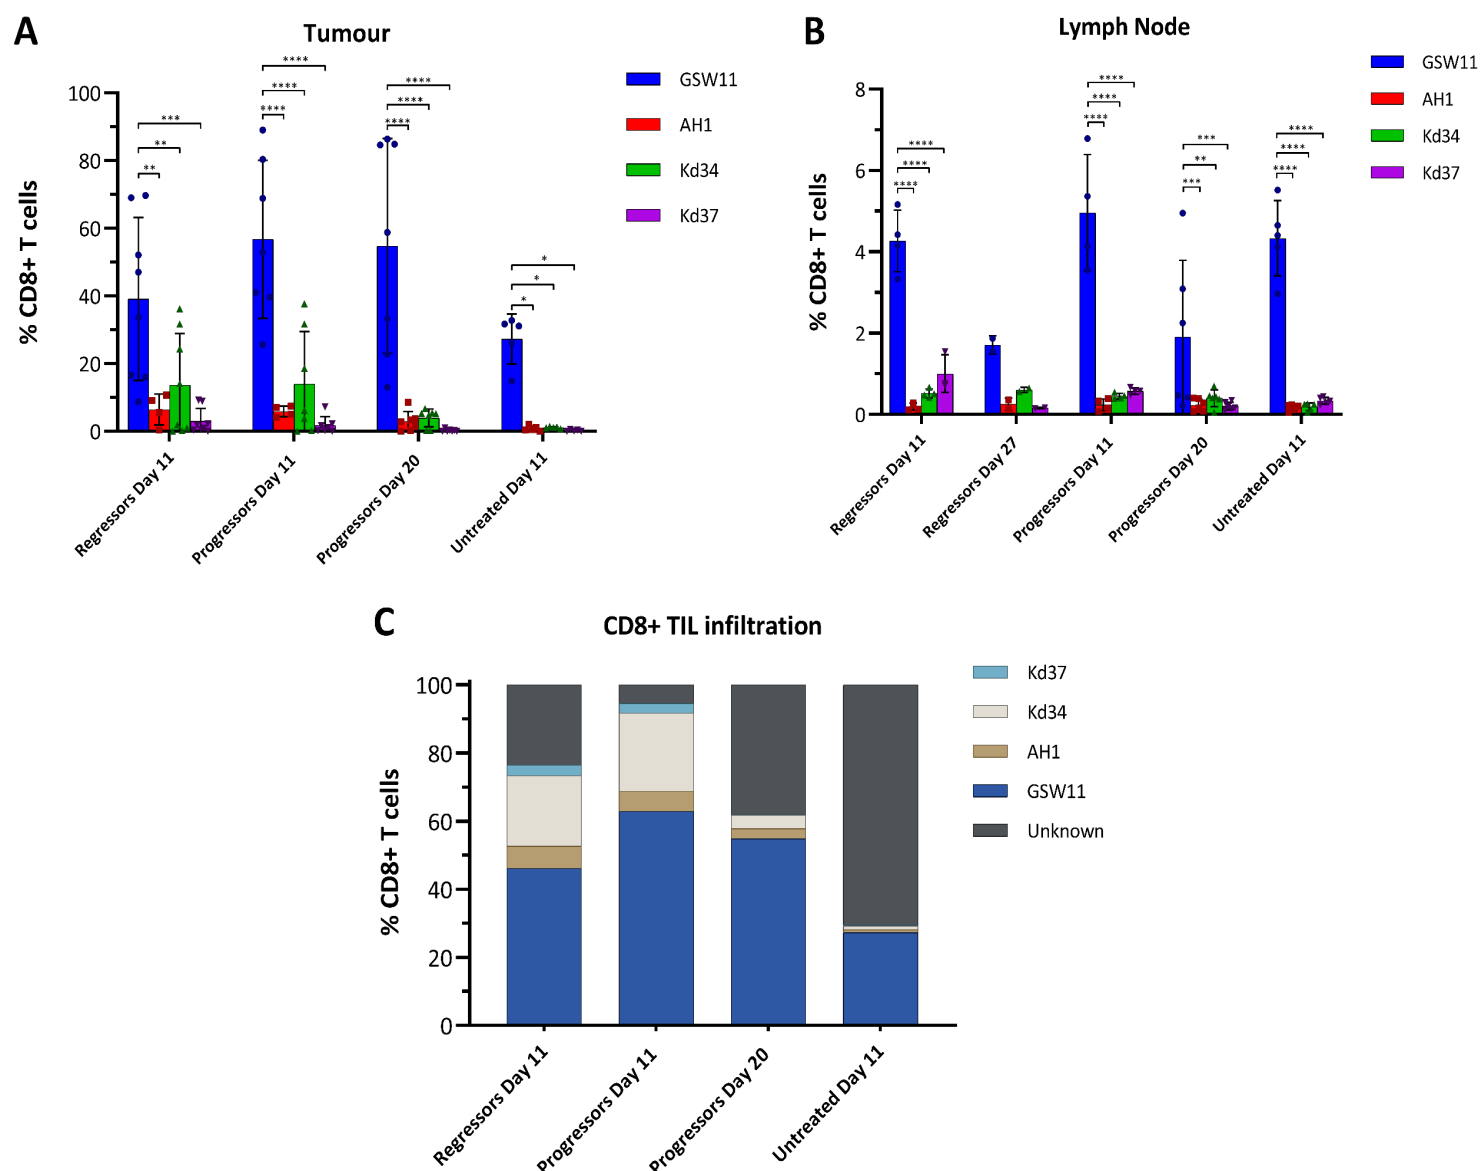 A
Tumour
% CD8+ T cells
100
80
60
40
20
0
***
**
**
****
****
****
****
****
****
*
*
*
Regressors Day 11
Progressors Day 11
Progressors Day 20
Untreated Day 11
GSW11
AH1
Kd34
Kd37
B
Lymph Node
% CD8+ T cells
8
6
4
2
0
****
****
****
****
****
****
***
**
***
****
****
****
Regressors Day 11
Regressors Day 27
Progressors Day 11
Progressors Day 20
Untreated Day 11
GSW11
AH1
Kd34
Kd37
C
CD8+ TIL infiltration
% CD8+ T cells
100
80
60
40
20
0
Regressors Day 11
Progressors Day 11
Progressors Day 20
Untreated Day 11
Kd37
Kd34
AH1
GSW11
Unknown